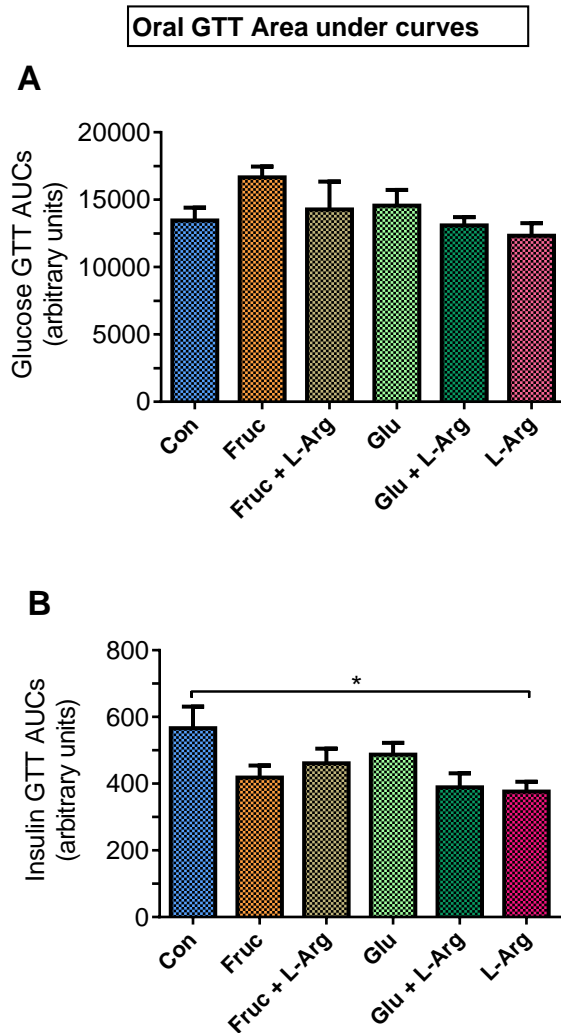 Oral GTT Area under curves
A
Glucose GTT AUCs
(arbitrary units)
20000
15000
10000
5000
0
Con
Fruc
Fruc + L-Arg
Glu
Glu + L-Arg
L-Arg
B
Insulin GTT AUCs
(arbitrary units)
800
600
400
200
0
*
Con
Fruc
Fruc + L-Arg
Glu
Glu + L-Arg
L-Arg